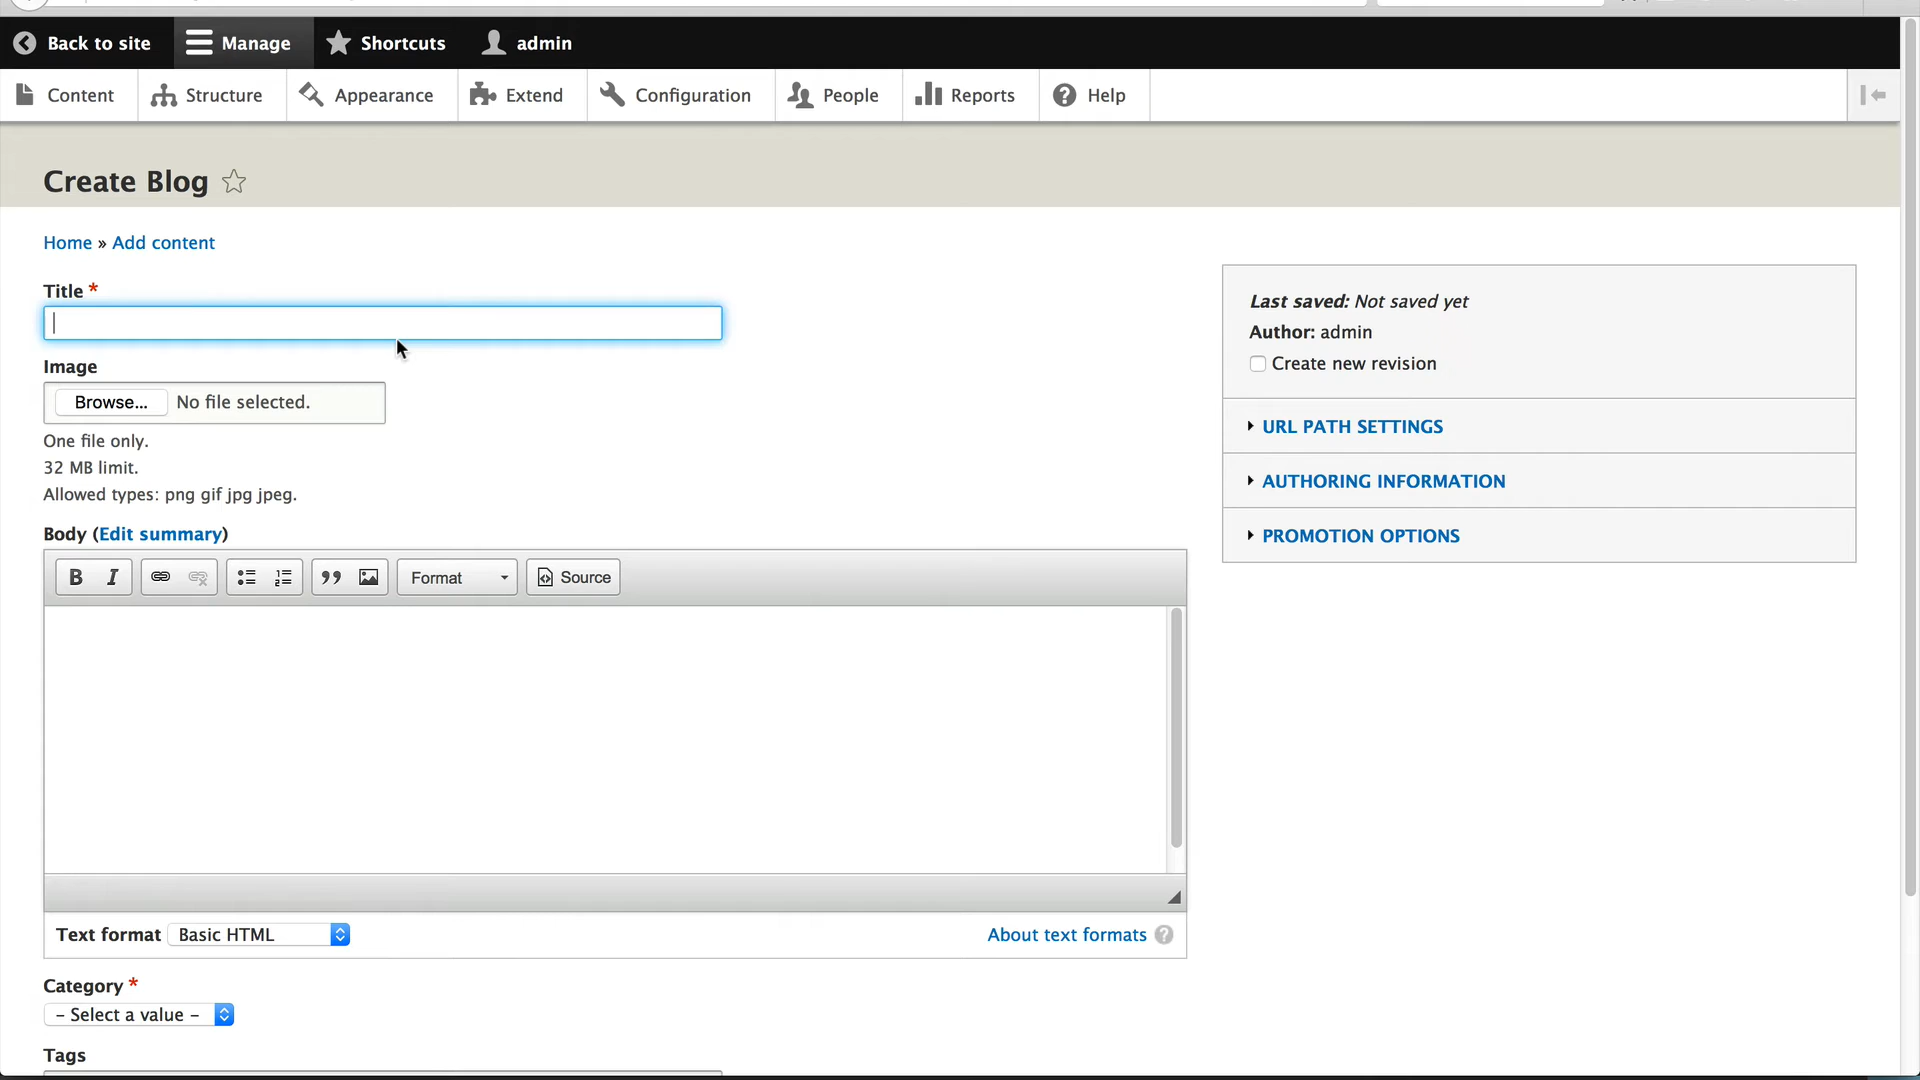 Back to site Manage Shortcuts admin
Content Structure Appearance Extend Configuration People Reports Help
Create Blog
Home » Add content
Title *
Image
Browse... No file selected.
One file only.
32 MB limit.
Allowed types: png gif jpg jpeg.
Body (Edit summary)
B I Format Source
Text format Basic HTML
About text formats ?
Category *
- Select a value -
Tags
Last saved: Not saved yet
Author: admin
Create new revision
URL PATH SETTINGS
AUTHORING INFORMATION
PROMOTION OPTIONS